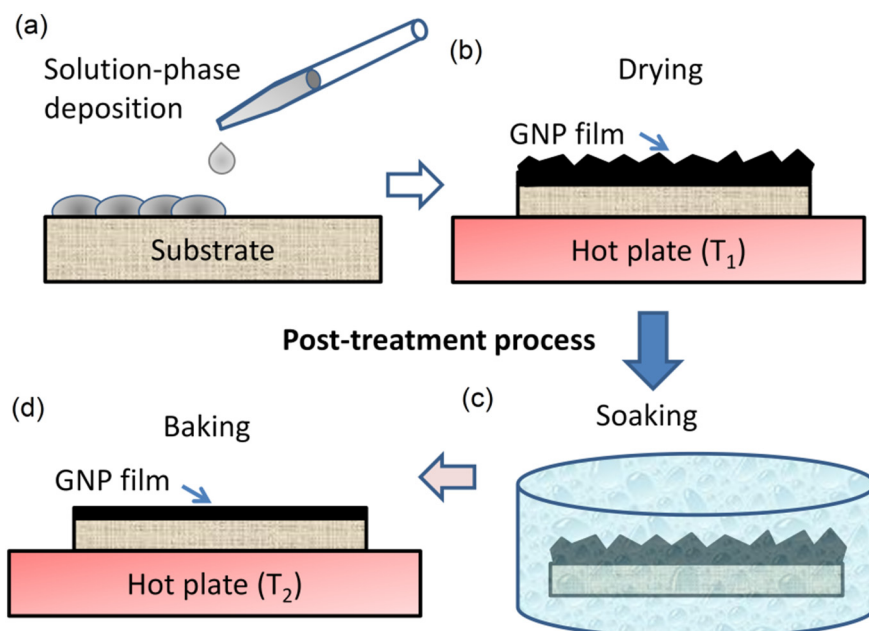 (a)
Solution-phase
deposition
Substrate
(b)
Drying
GNP film
Hot plate (T₁)
Post-treatment process
(c)
Soaking
(d)
Baking
GNP film
Hot plate (T₂)